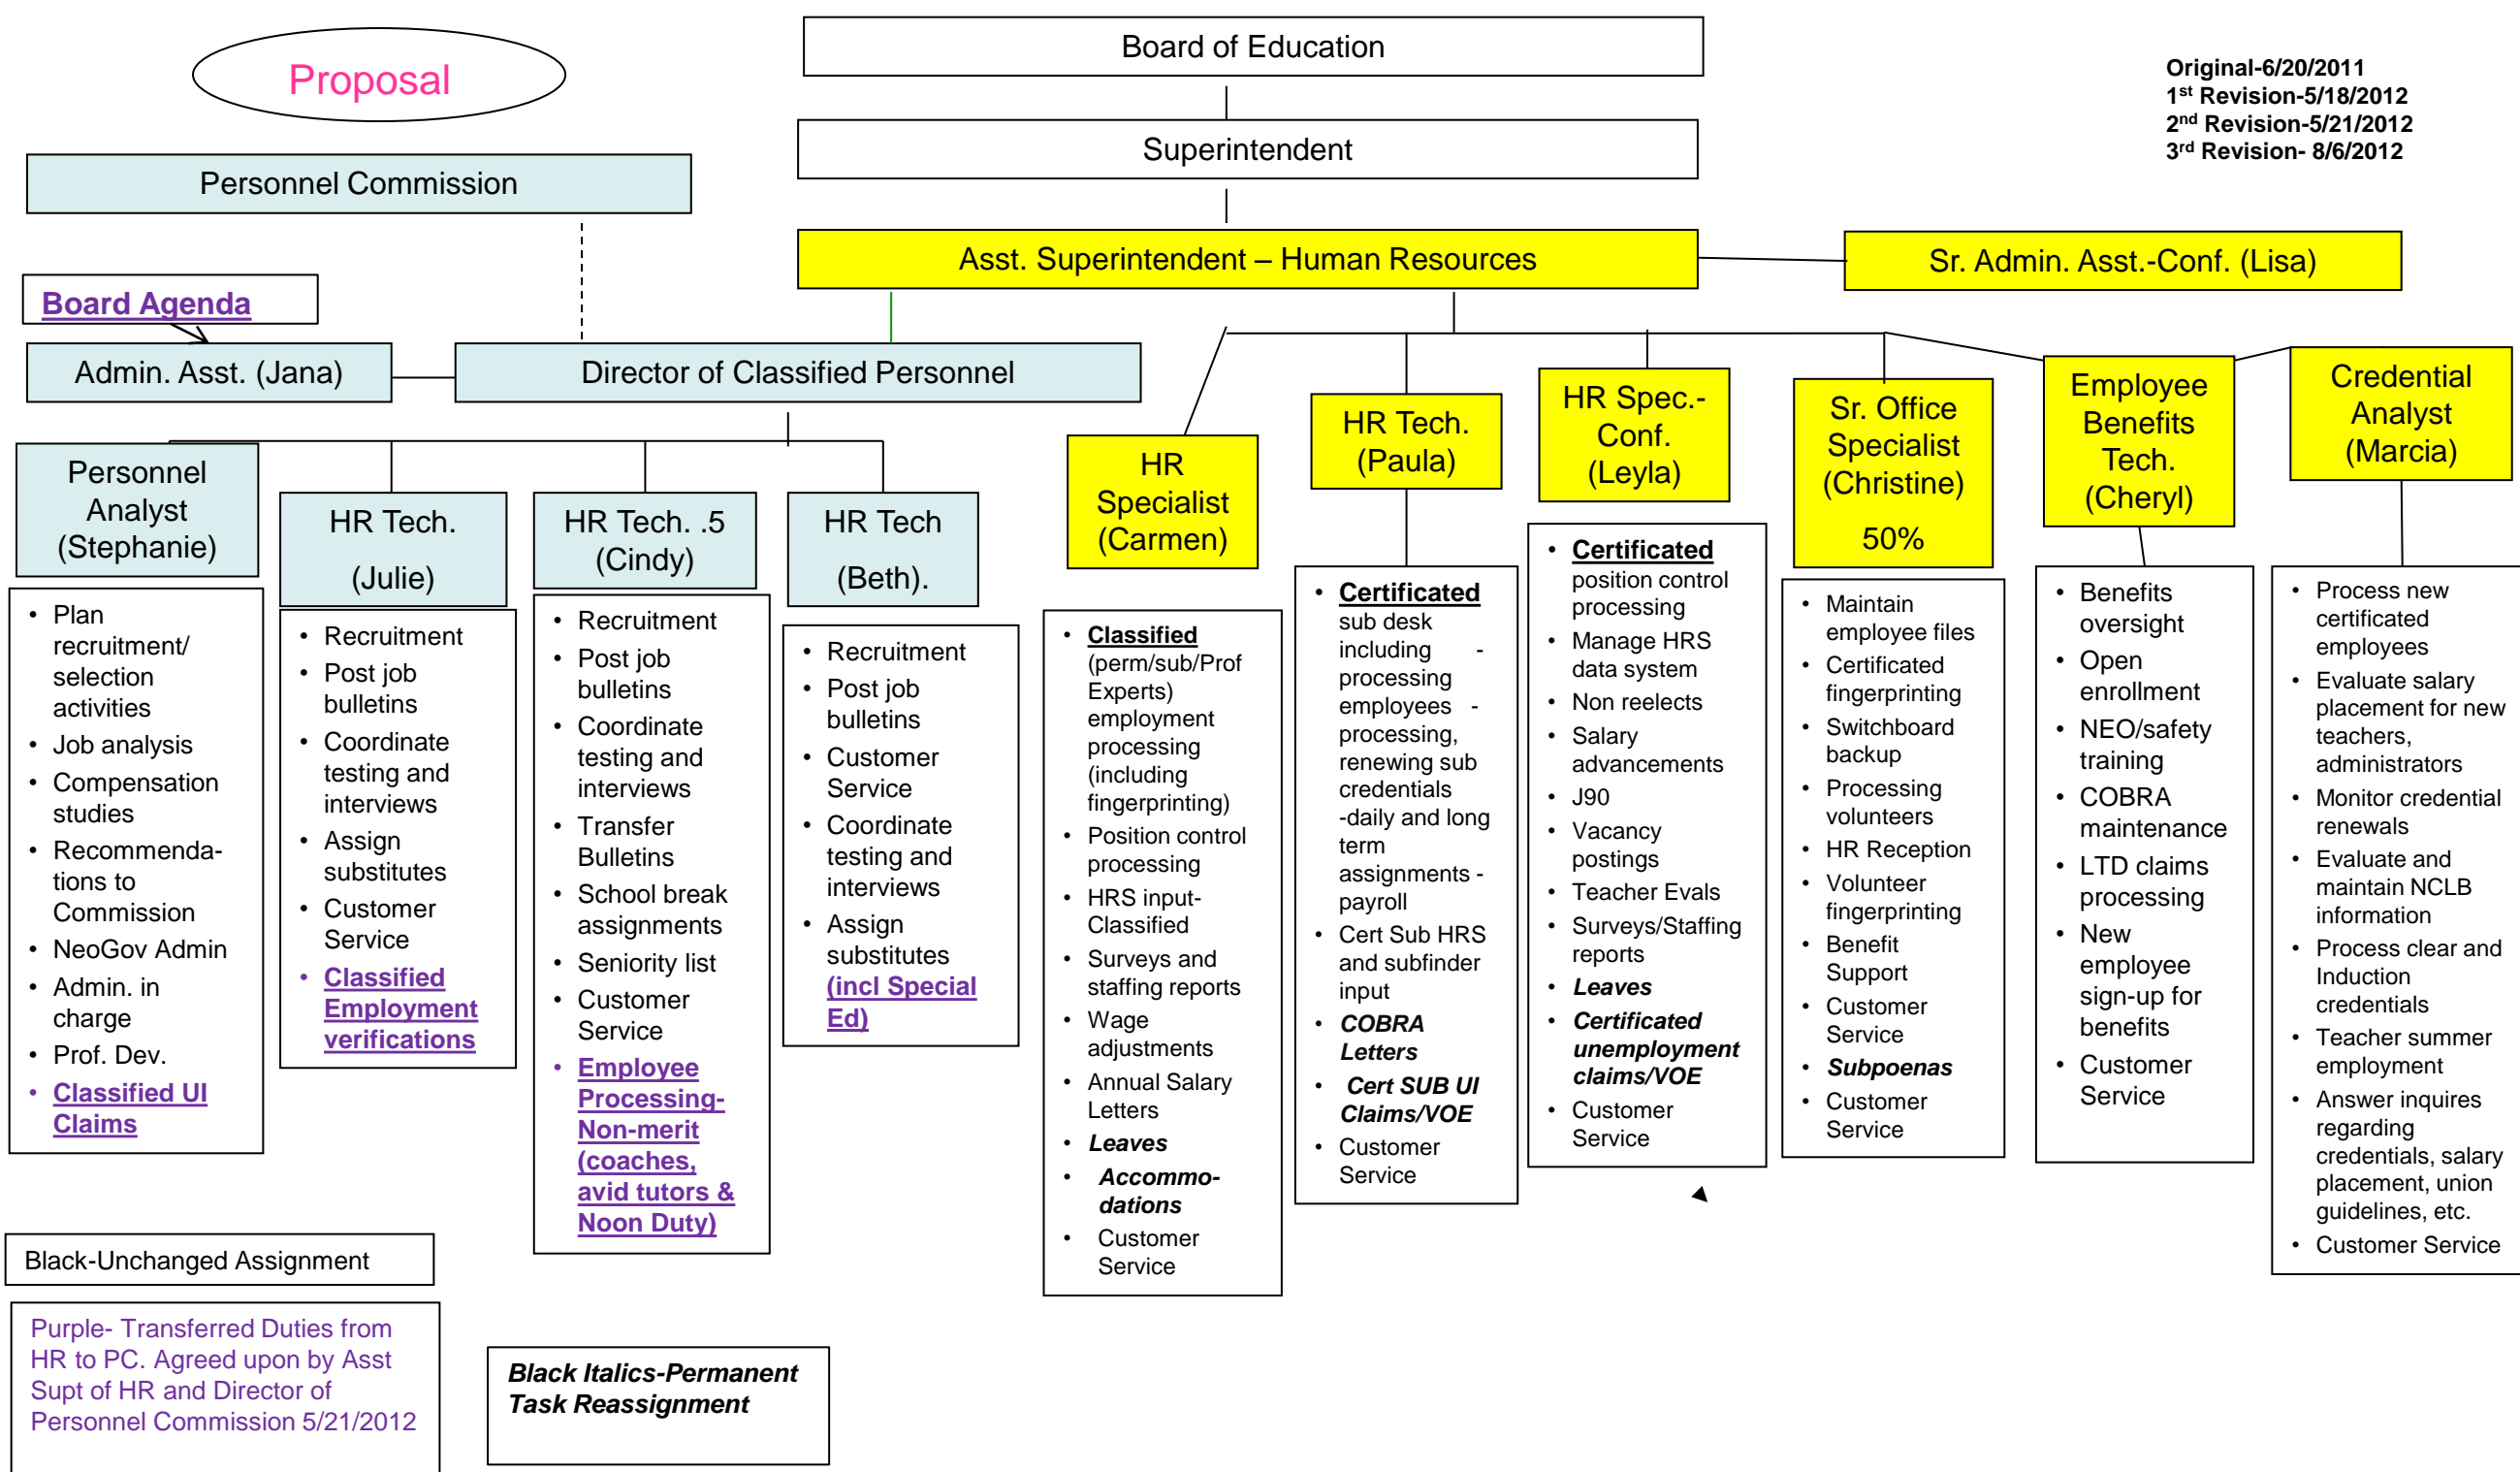 Proposal
Board of Education
Original-6/20/2011
1st Revision-5/18/2012
2nd Revision-5/21/2012
3rd Revision- 8/6/2012
Superintendent
Personnel Commission
Asst. Superintendent – Human Resources
Sr. Admin. Asst.-Conf. (Lisa)
Board Agenda
Admin. Asst. (Jana)
Director of Classified Personnel
Personnel
Analyst
(Stephanie)
• Plan
recruitment/
selection
activities
• Job analysis
• Compensation
studies
• Recommenda-
tions to
Commission
• NeoGov Admin
• Admin. in
charge
• Prof. Dev.
• Classified UI
Claims
HR Tech.
(Julie)
• Recruitment
• Post job
bulletins
• Coordinate
testing and
interviews
• Assign
substitutes
• Customer
Service
• Classified
Employment
verifications
HR Tech. .5
(Cindy)
• Recruitment
• Post job
bulletins
• Coordinate
testing and
interviews
• Transfer
Bulletins
• School break
assignments
• Seniority list
• Customer
Service
• Employee
Processing-
Non-merit
(coaches,
avid tutors &
Noon Duty)
HR Tech
(Beth).
• Recruitment
• Post job
bulletins
• Customer
Service
• Coordinate
testing and
interviews
• Assign
substitutes
(incl Special
Ed)
HR
Specialist
(Carmen)
• Classified
(perm/sub/Prof
Experts)
employment
processing
(including
fingerprinting)
• Position control
processing
• HRS input-
Classified
• Surveys and
staffing reports
• Wage
adjustments
• Annual Salary
Letters
• Leaves
• Accommo-
dations
• Customer
Service
HR Tech.
(Paula)
• Certificated
sub desk
including -
processing
employees -
processing,
renewing sub
credentials
-daily and long
term
assignments -
payroll
• Cert Sub HRS
and subfinder
input
• COBRA
Letters
• Cert SUB UI
Claims/VOE
• Customer
Service
HR Spec.-
Conf.
(Leyla)
• Certificated
position control
processing
• Manage HRS
data system
• Non reelects
• Salary
advancements
• J90
• Vacancy
postings
• Teacher Evals
• Surveys/Staffing
reports
• Leaves
• Certificated
unemployment
claims/VOE
• Customer
Service
Sr. Office
Specialist
(Christine)
50%
• Maintain
employee files
• Certificated
fingerprinting
• Switchboard
backup
• Processing
volunteers
• HR Reception
• Volunteer
fingerprinting
• Benefit
Support
• Customer
Service
• Subpoenas
• Customer
Service
Employee
Benefits
Tech.
(Cheryl)
• Benefits
oversight
• Open
enrollment
• NEO/safety
training
• COBRA
maintenance
• LTD claims
processing
• New
employee
sign-up for
benefits
• Customer
Service
Credential
Analyst
(Marcia)
• Process new
certificated
employees
• Evaluate salary
placement for new
teachers,
administrators
• Monitor credential
renewals
• Evaluate and
maintain NCLB
information
• Process clear and
Induction
credentials
• Teacher summer
employment
• Answer inquires
regarding
credentials, salary
placement, union
guidelines, etc.
• Customer Service
Black-Unchanged Assignment
Purple- Transferred Duties from
HR to PC. Agreed upon by Asst
Supt of HR and Director of
Personnel Commission 5/21/2012
Black Italics-Permanent
Task Reassignment